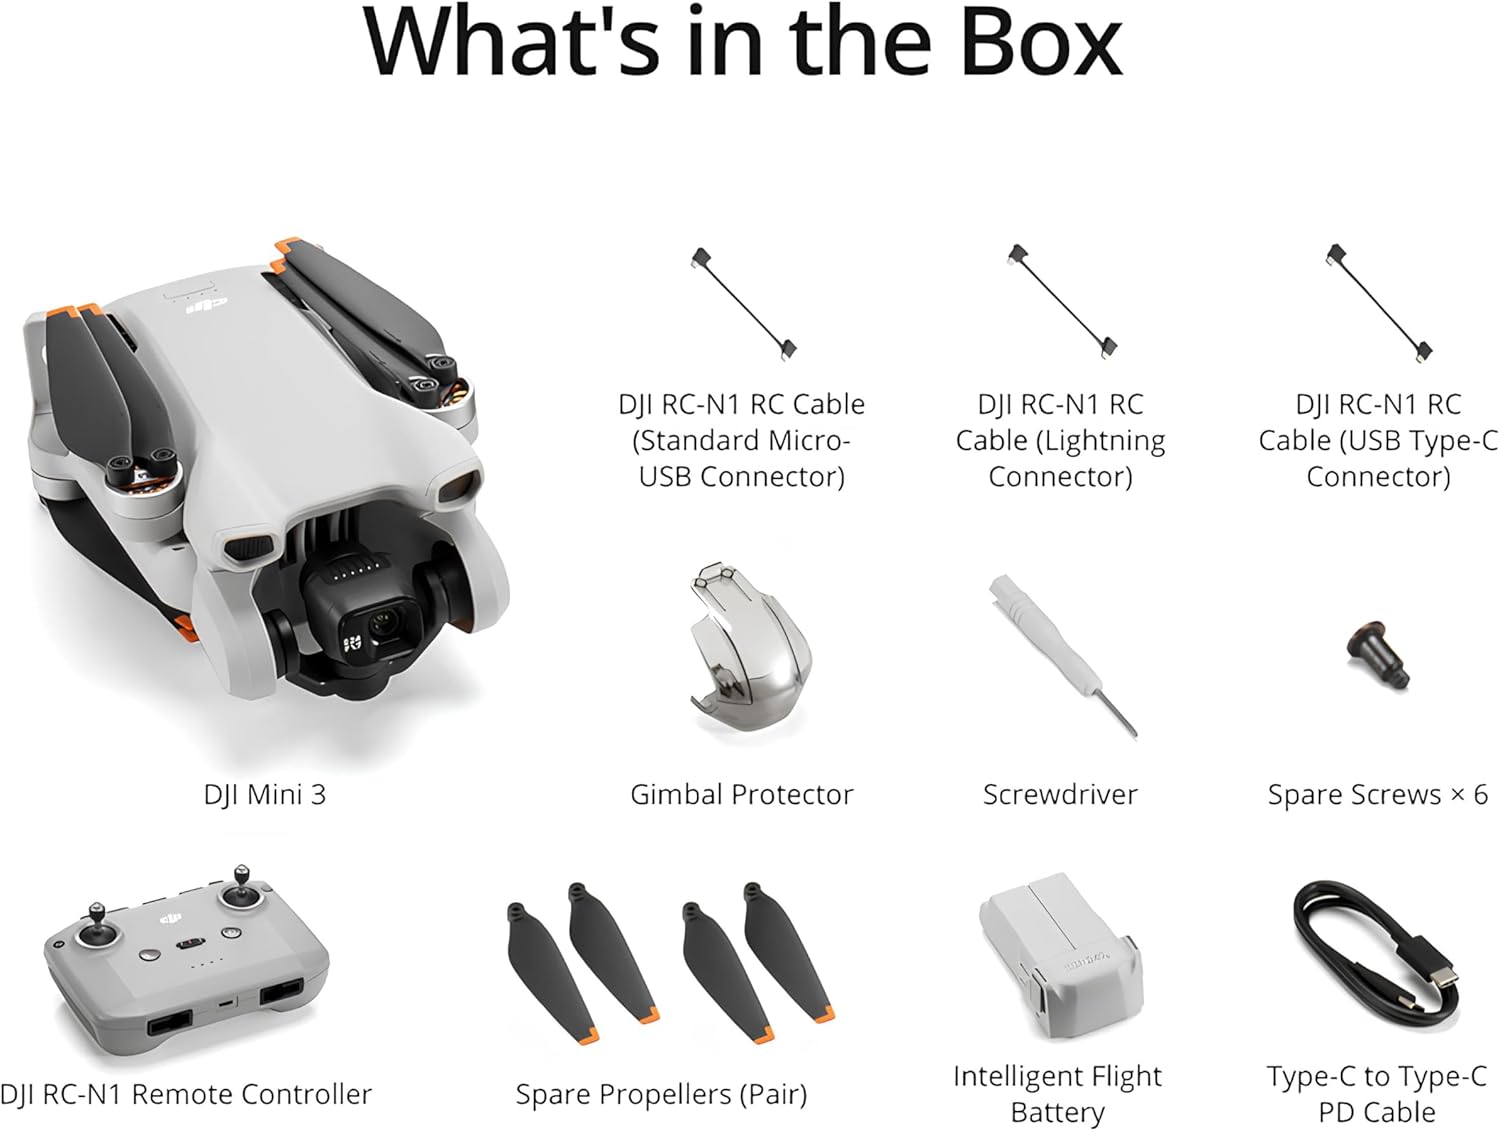 What's in the Box
DJI RC-N1 RC Cable
(Standard Micro-
USB Connector)
DJI RC-N1 RC
Cable (Lightning
Connector)
DJI RC-N1 RC
Cable (USB Type-C
Connector)
DJI Mini 3
Gimbal Protector
Screwdriver
Spare Screws × 6
DJI RC-N1 Remote Controller
Spare Propellers (Pair)
Intelligent Flight
Battery
Type-C to Type-C
PD Cable